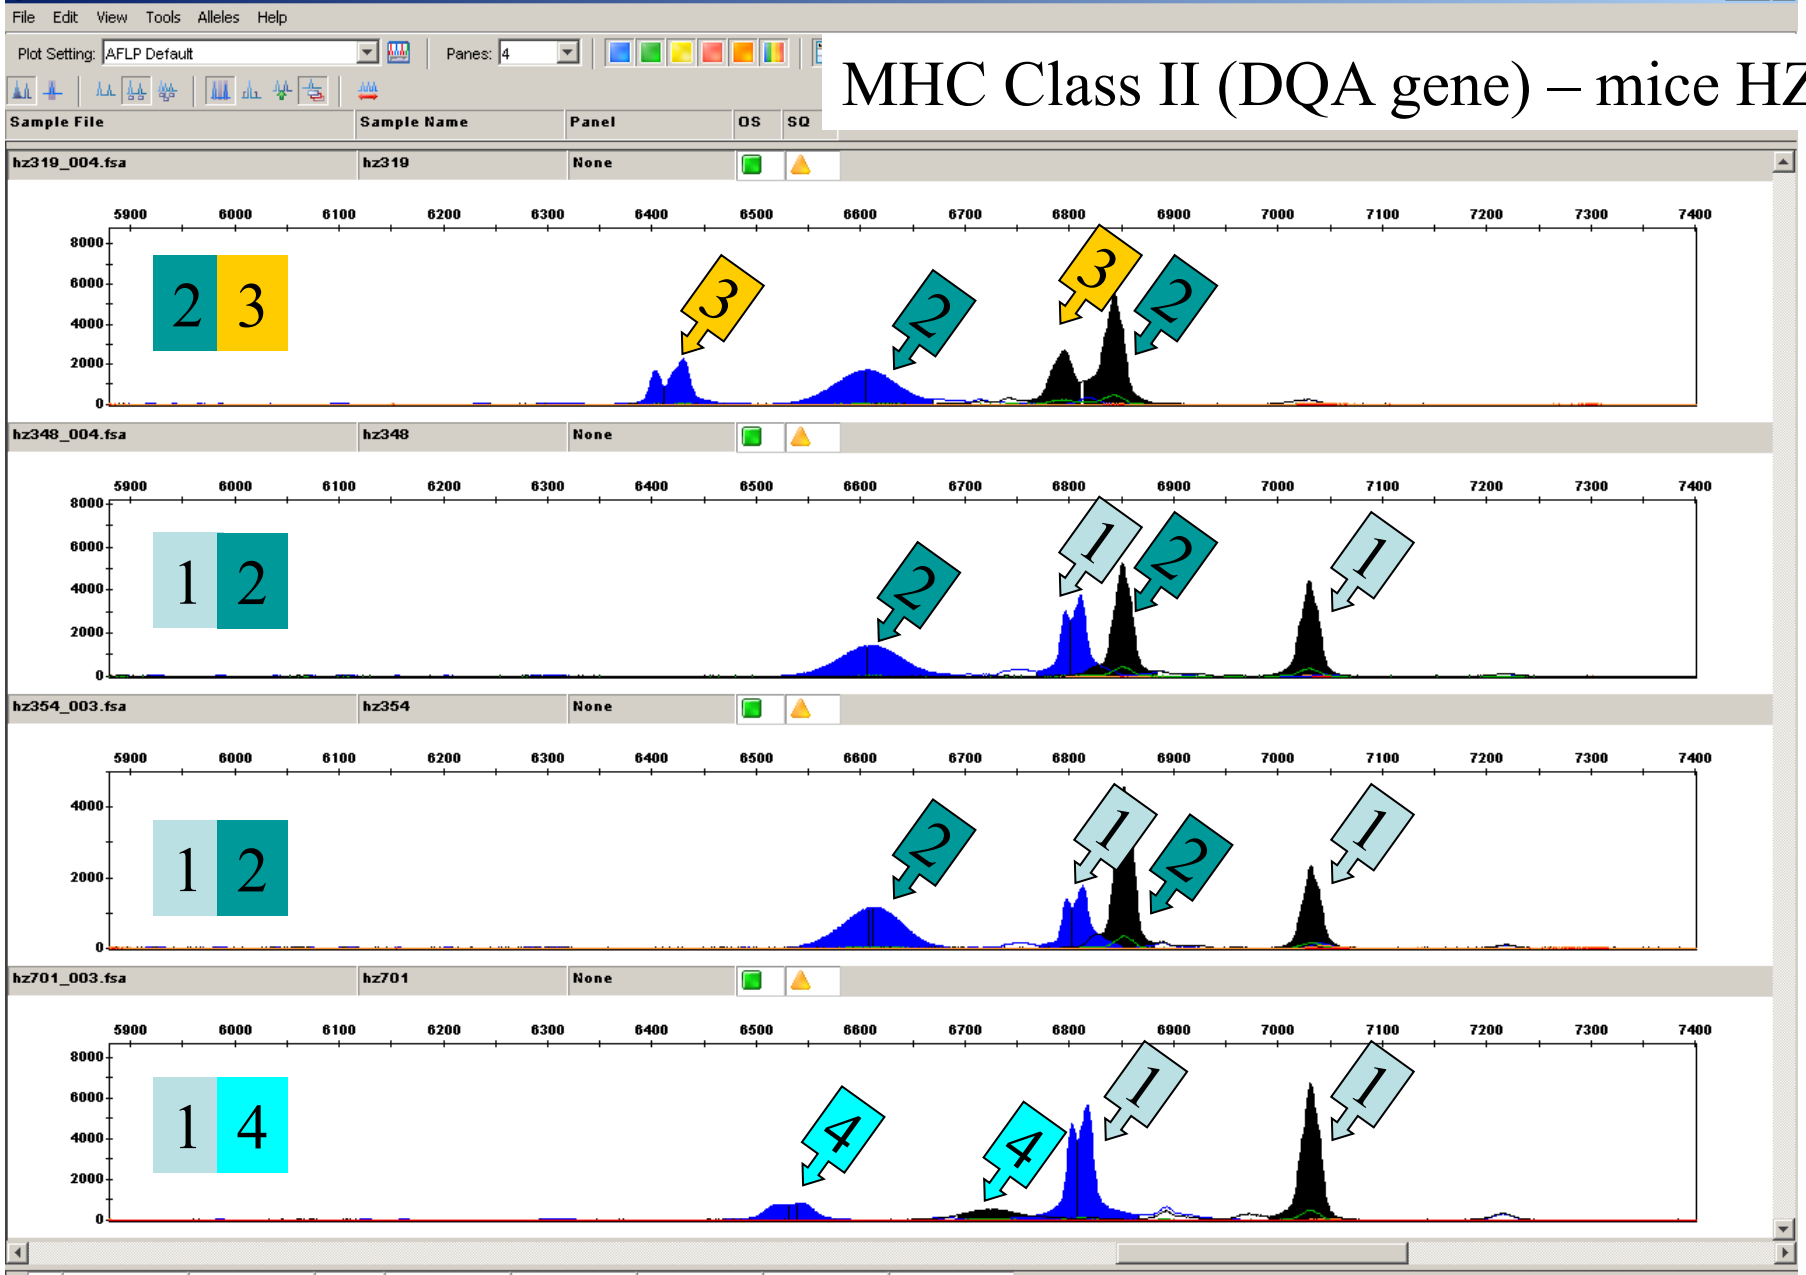 File Edit View Tools Alleles Help
Plot Setting: AFLP Default Panes: 4
MHC Class II (DQA gene) – mice HZ
Sample File Sample Name Panel OS SQ
hz319_004.fsa hz319 None
5900 6000 6100 6200 6300 6400 6500 6600 6700 6800 6900 7000 7100 7200 7300 7400
8000
6000
4000
2000
0
2 3
3 2 3 2
hz348_004.fsa hz348 None
5900 6000 6100 6200 6300 6400 6500 6600 6700 6800 6900 7000 7100 7200 7300 7400
8000
6000
4000
2000
0
1 2
2 1 2 1
hz354_003.fsa hz354 None
5900 6000 6100 6200 6300 6400 6500 6600 6700 6800 6900 7000 7100 7200 7300 7400
4000
2000
0
1 2
2 1 2 1
hz701_003.fsa hz701 None
5900 6000 6100 6200 6300 6400 6500 6600 6700 6800 6900 7000 7100 7200 7300 7400
8000
6000
4000
2000
0
1 4
4 4 1 1